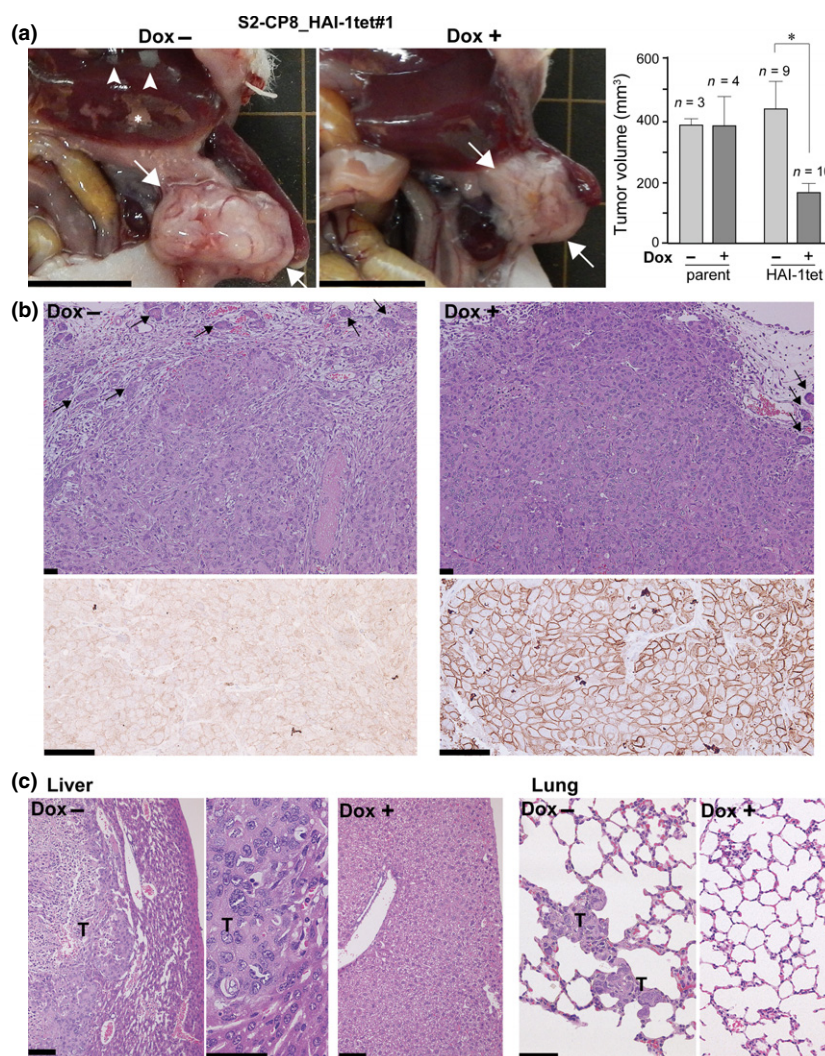 S2-CP8_HAI-1tet#1
(a)
Dox –
Dox +
*
Tumor volume (mm³)
600
400
200
0
n = 3
n = 4
n = 9
*
Dox
–
+
–
+
parent
HAI-1tet
(b)
Dox –
Dox +
(c)
Liver
Dox –
T
T
Dox +
Lung
Dox –
T
T
Dox +